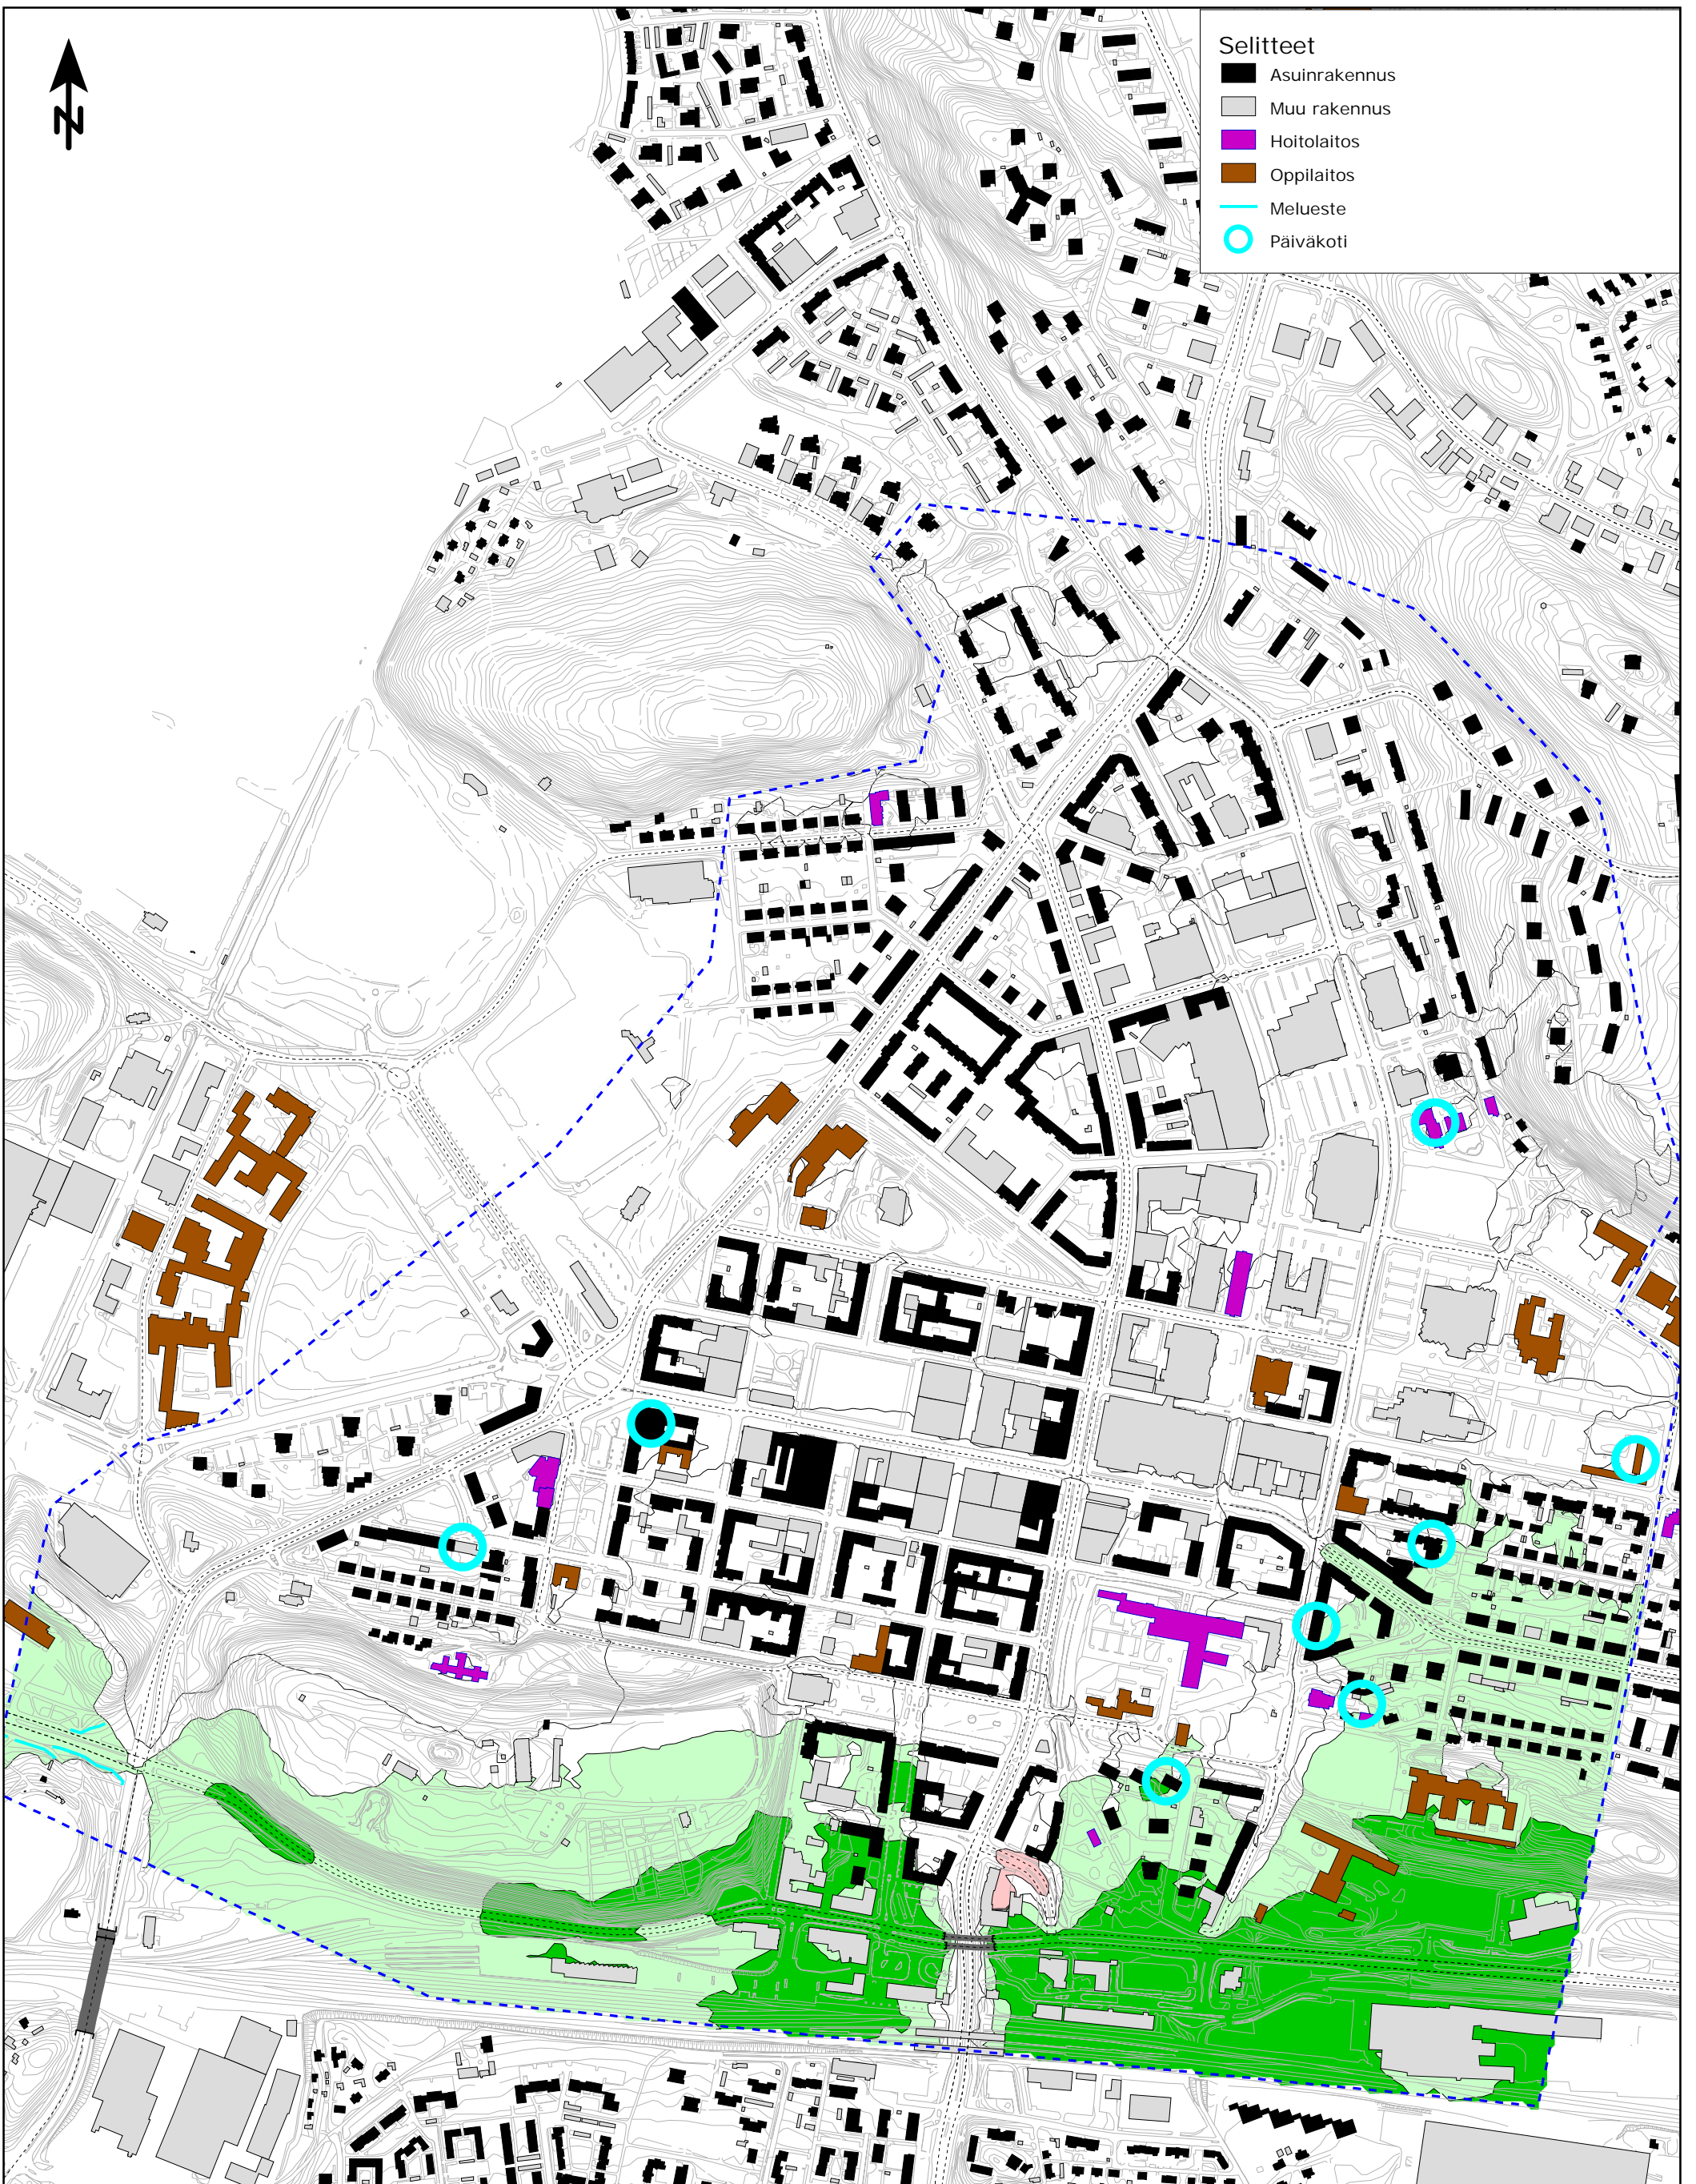 N
Selitteet
Asuinrakennus
Muu rakennus
Hoitolaitos
Oppilaitos
Melueste
Päiväkoti